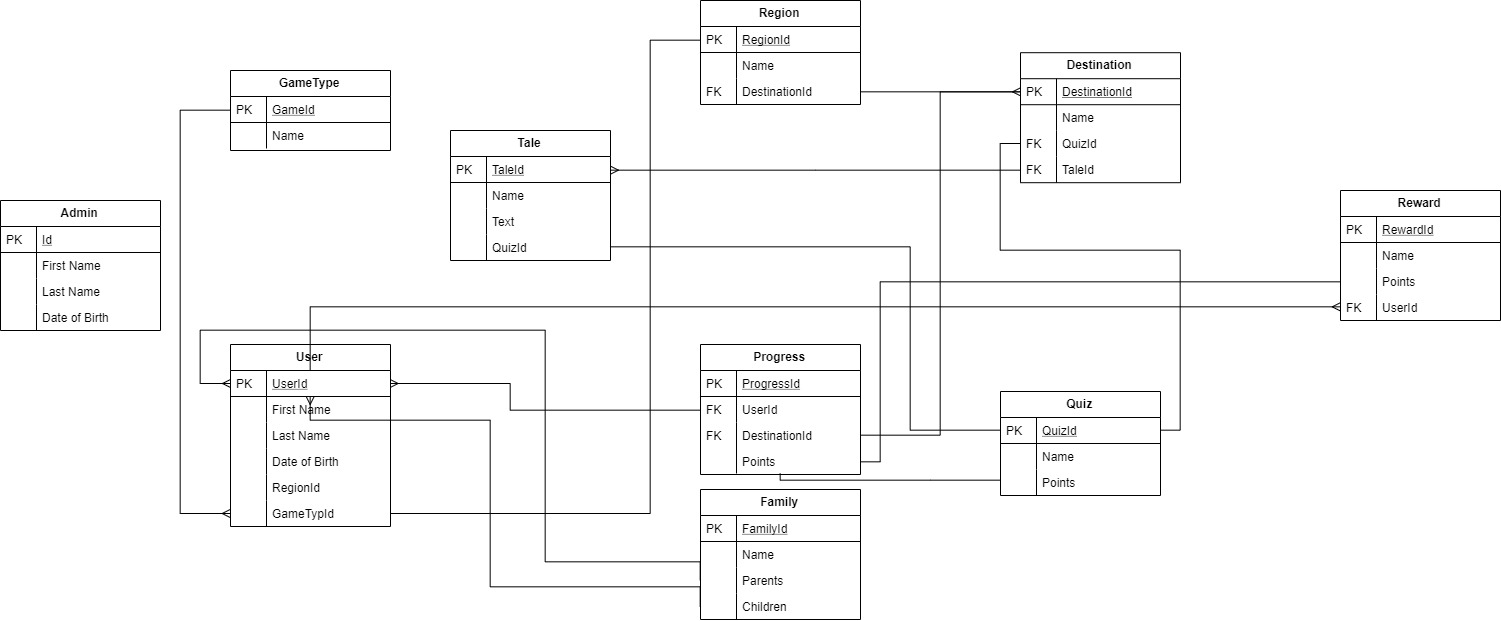 Region
PK RegionId
Name
FK DestinationId
Destination
PK DestinationId
Name
FK QuizId
FK TaleId
GameType
PK GameId
Name
Tale
PK TaleId
Name
Text
QuizId
Admin
PK Id
First Name
Last Name
Date of Birth
Reward
PK RewardId
Name
Points
FK UserId
User
PK UserId
First Name
Last Name
Date of Birth
RegionId
GameTypId
Progress
PK ProgressId
FK UserId
FK DestinationId
Points
Quiz
PK QuizId
Name
Points
Family
PK FamilyId
Name
Parents
Children